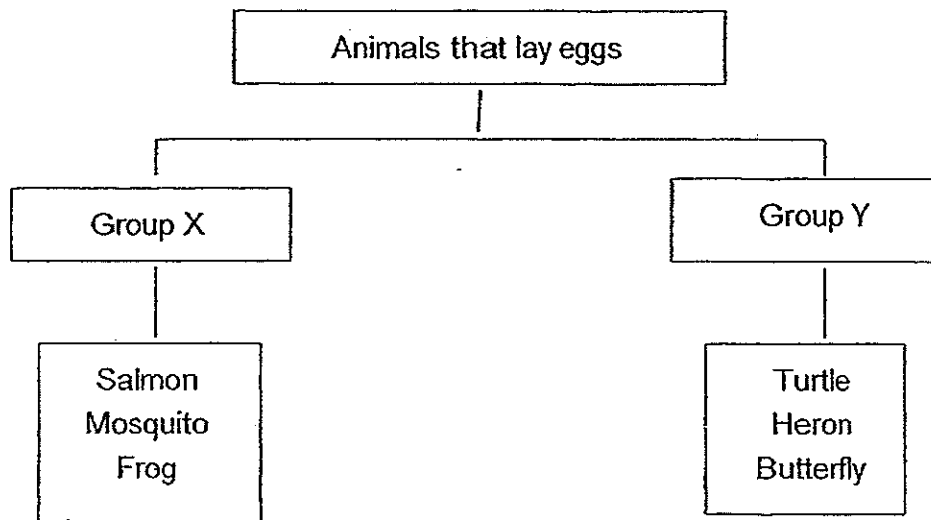 Animals that lay eggs
Group X
Group Y
Salmon
Mosquito
Frog
Turtle
Heron
Butterfly